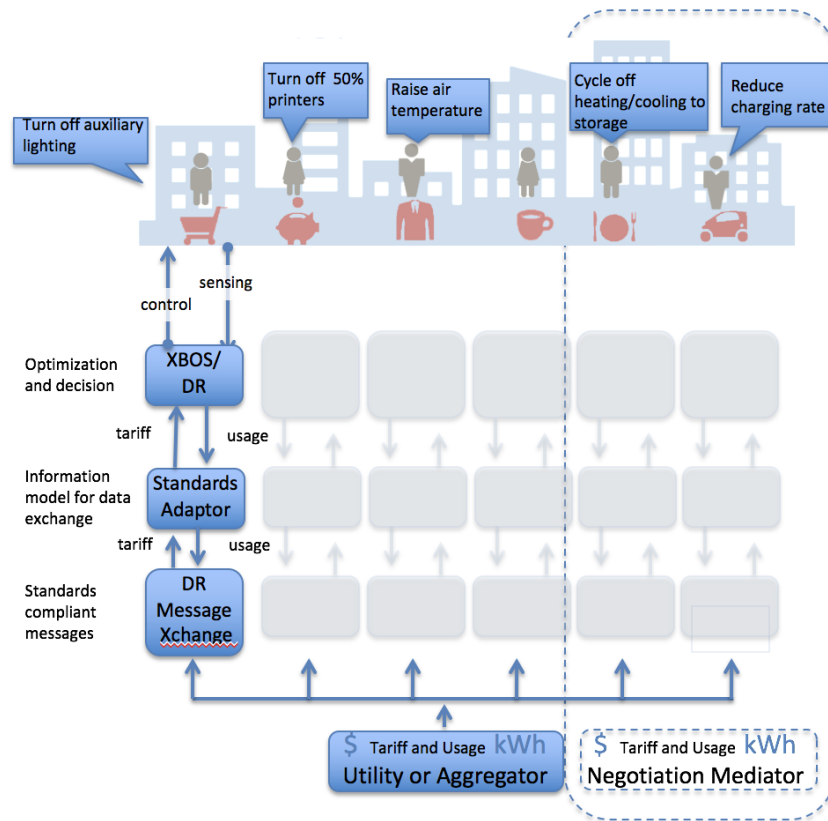 Turn off auxiliary
lighting
Turn off 50%
printers
Raise air
temperature
Cycle off
heating/cooling to
storage
Reduce
charging rate
control
sensing
Optimization
and decision
XBOS/
DR
tariff
usage
Information
model for data
exchange
Standards
Adaptor
tariff
usage
Standards
compliant
messages
DR
Message
Xchange
$ Tariff and Usage kWh
Utility or Aggregator
$ Tariff and Usage kWh
Negotiation Mediator